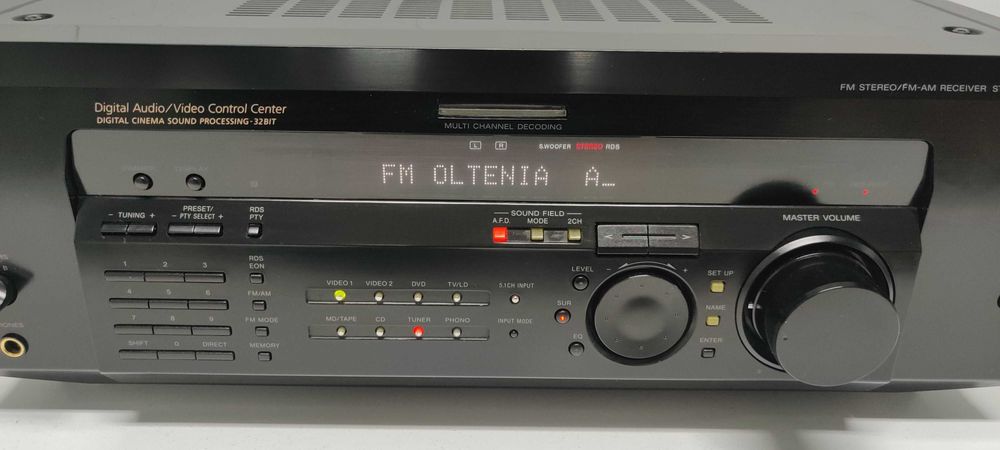 FM STEREO/FM-AM RECEIVER ST
Digital Audio/Video Control Center
DIGITAL CINEMA SOUND PROCESSING-32BIT
MULTI CHANNEL DECODING
L R S.WOOFER STEREO RDS
FM OLTENIA A_
- TUNING +
PRESET/
- PTY SELECT +
RDS
PTY
SOUND FIELD
A.F.D. MODE 2CH
MASTER VOLUME
< >
B
RDS
EON
1 2 3
4 5 6
7 8 9
SHIFT 0 DIRECT
FM/AM
FM MODE
MEMORY
VIDEO 1 VIDEO 2 DVD TV/LD
5.1CH INPUT
MD/TAPE CD TUNER PHONO
INPUT MODE
LEVEL
SUR
EQ
- +
SET UP
NAME
ENTER